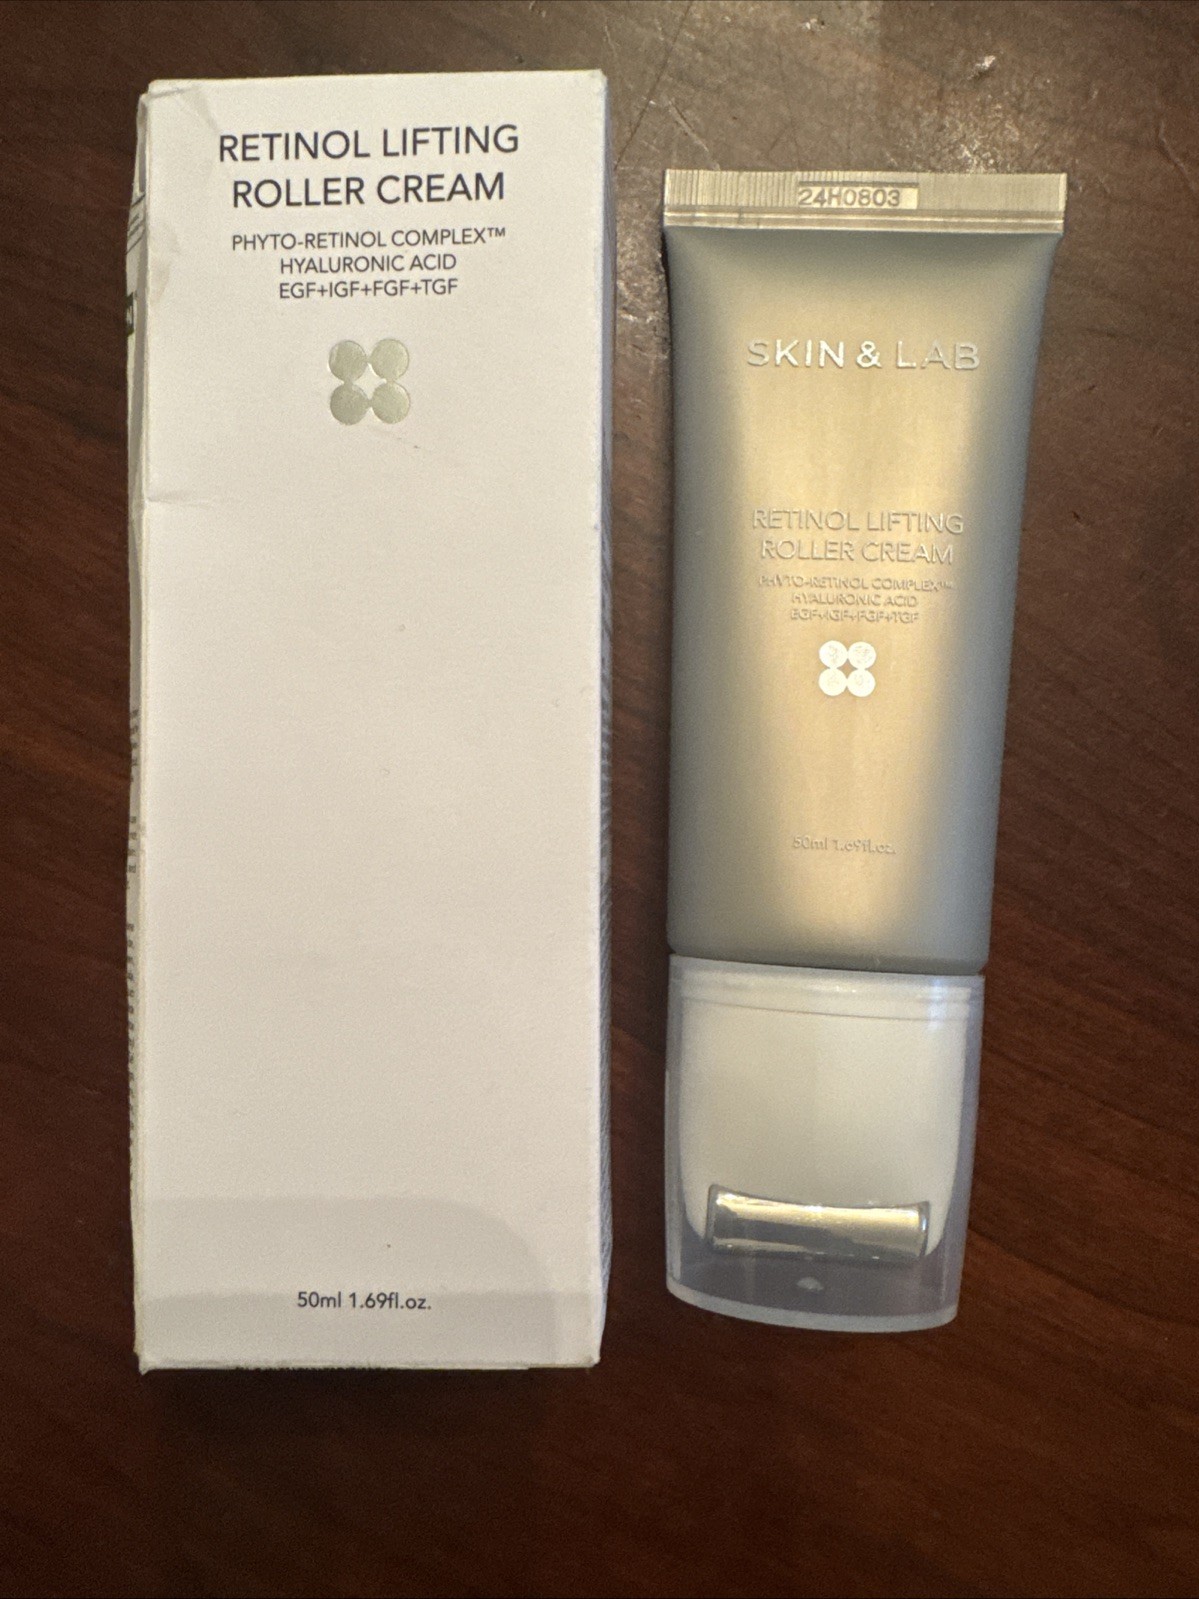 RETINOL LIFTING
ROLLER CREAM
PHYTO-RETINOL COMPLEX™
HYALURONIC ACID
EGF+IGF+FGF+TGF
50ml 1.69fl.oz.
24H0803
SKIN & LAB
RETINOL LIFTING
ROLLER CREAM
PHYTO-RETINOL COMPLEX™
HYALURONIC ACID
EGF+IGF+FGF+TGF
50ml 1.69fl.oz.